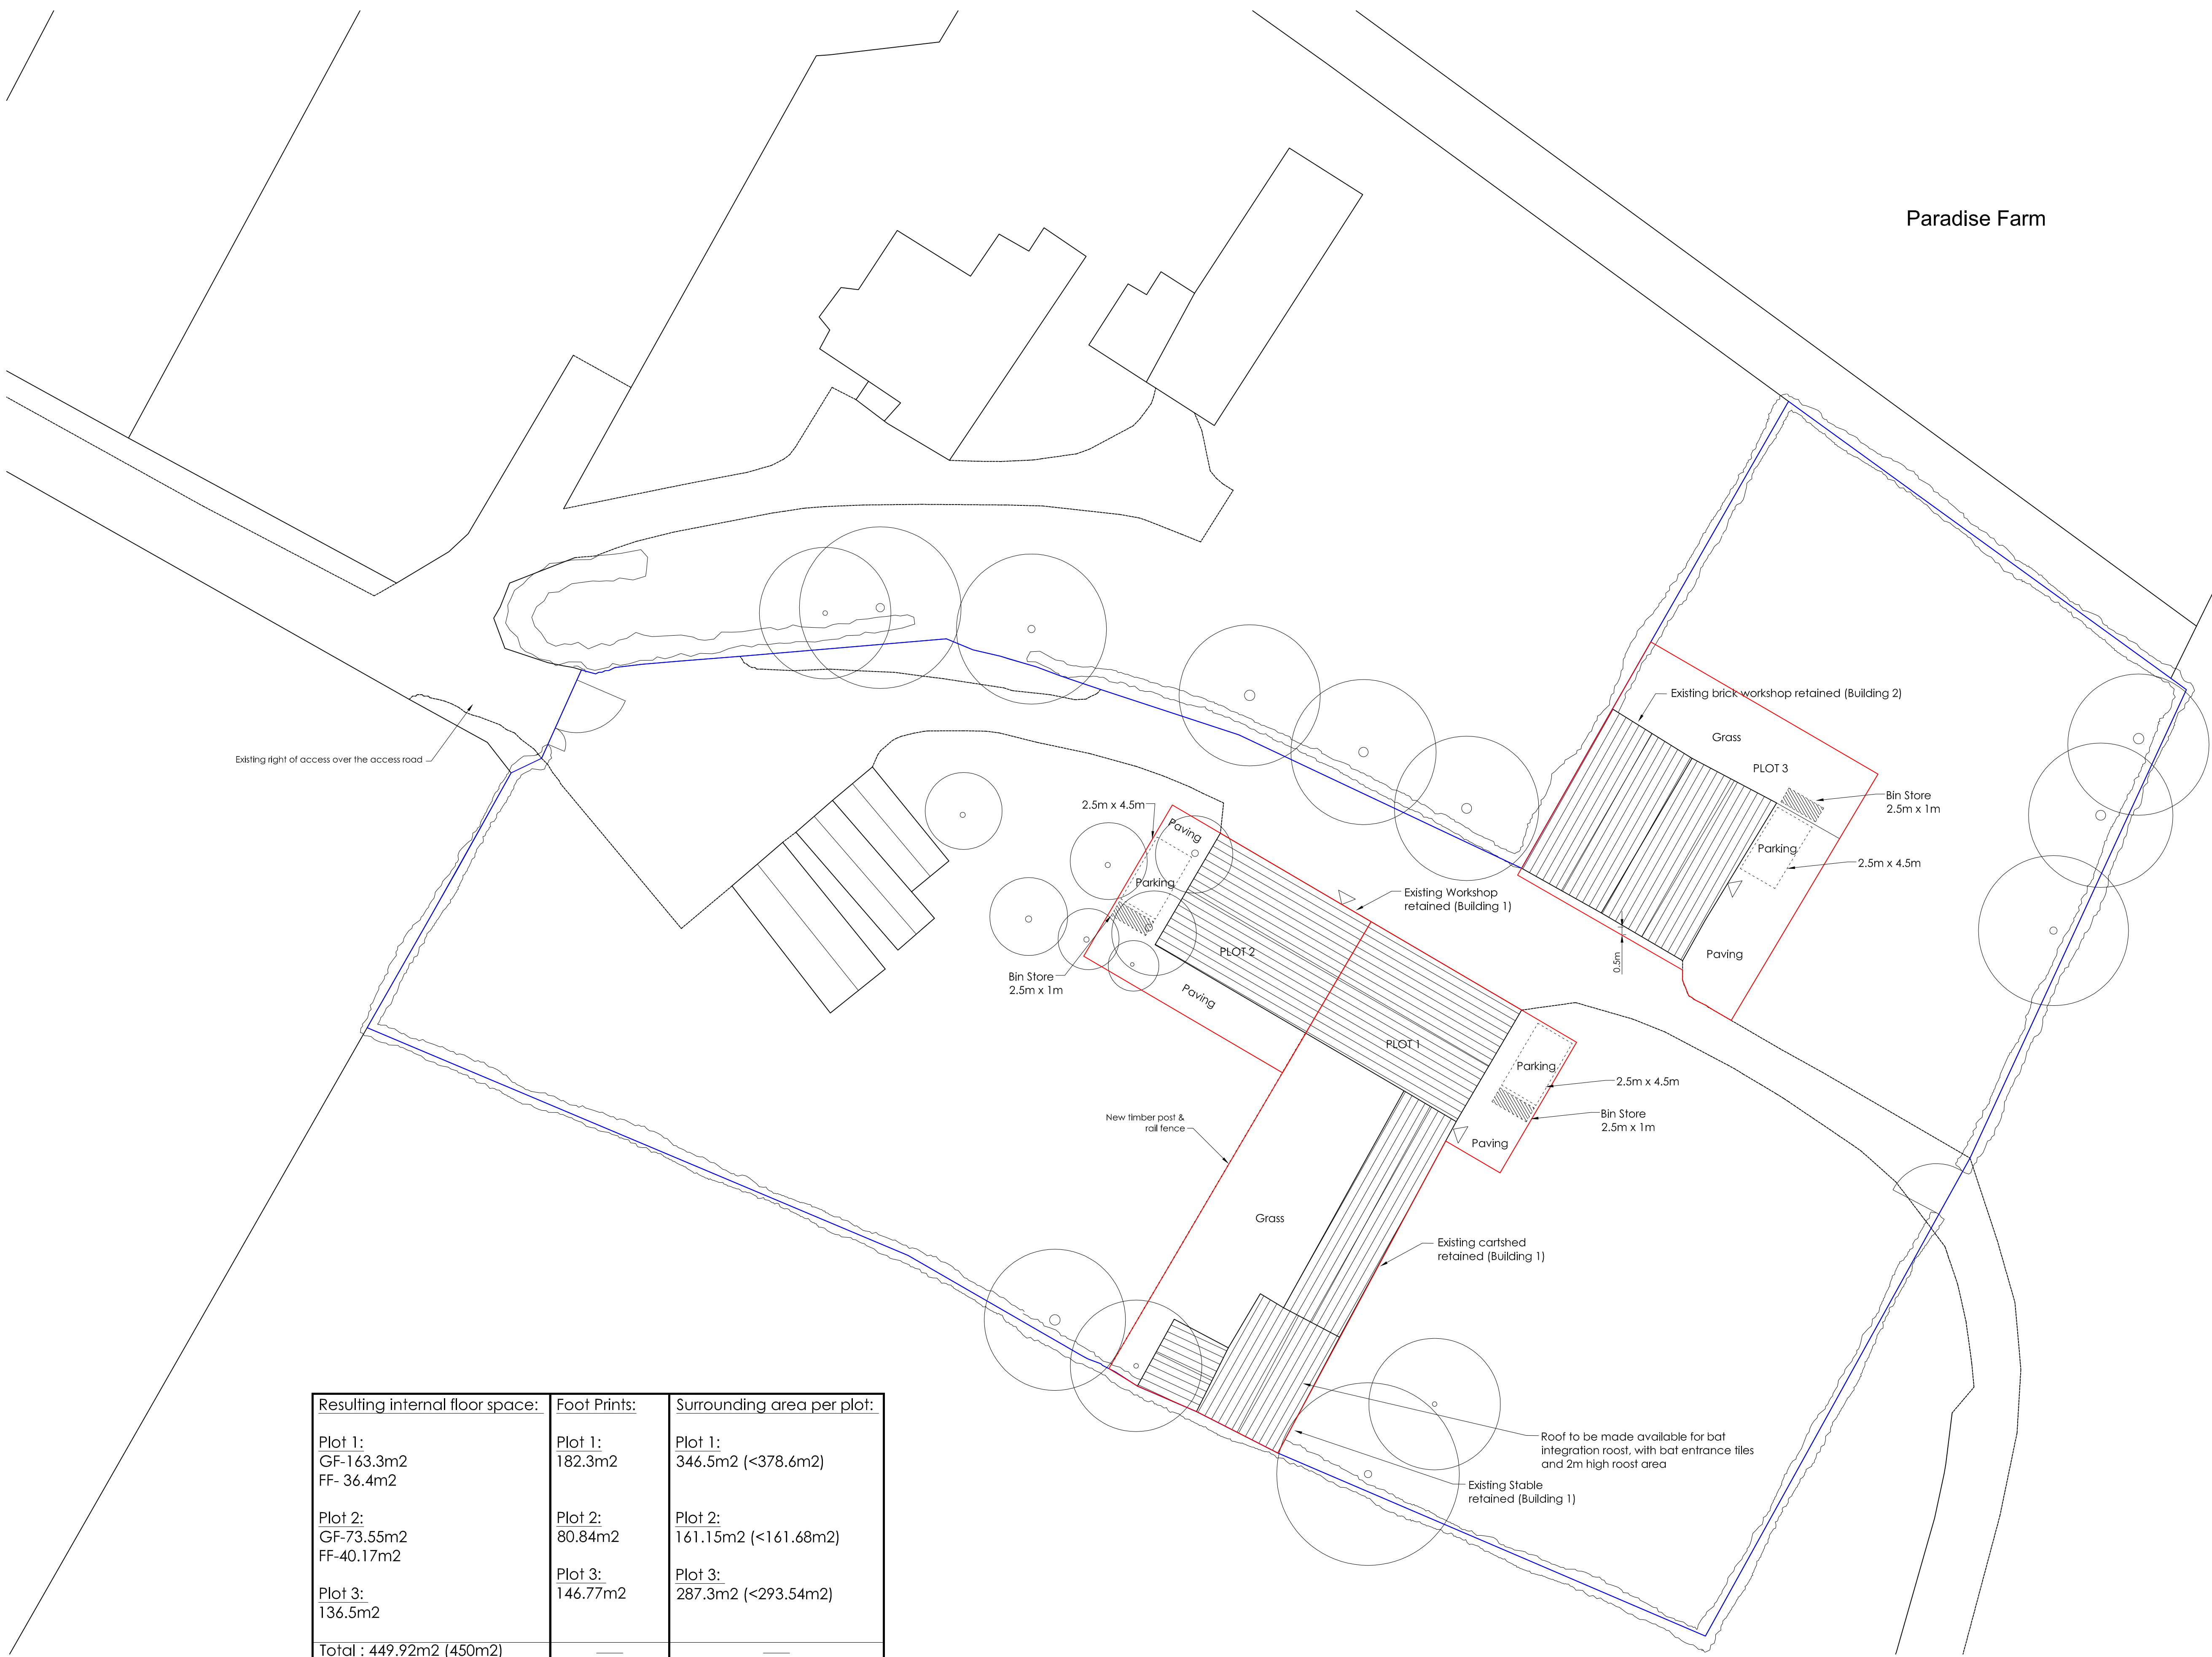 Paradise Farm
Existing brick workshop retained (Building 2)
Grass
PLOT 3
Bin Store
2.5m x 1m
Parking
2.5m x 4.5m
Paving
0.5m
Existing right of access over the access road
2.5m x 4.5m
Paving
Parking
Existing Workshop
retained (Building 1)
PLOT 2
Bin Store
2.5m x 1m
Paving
PLOT 1
Parking
2.5m x 4.5m
Bin Store
2.5m x 1m
Paving
New timber post &
rail fence
Grass
Existing cartshed
retained (Building 1)
Roof to be made available for bat
integration roost, with bat entrance tiles
and 2m high roost area
Existing Stable
retained (Building 1)
Resulting internal floor space:
Plot 1:
GF-163.3m2
FF- 36.4m2
Plot 2:
GF-73.55m2
FF-40.17m2
Plot 3:
136.5m2
Total : 449.92m2 (450m2)
Foot Prints:
Plot 1:
182.3m2
Plot 2:
80.84m2
Plot 3:
146.77m2
Surrounding area per plot:
Plot 1:
346.5m2 (<378.6m2)
Plot 2:
161.15m2 (<161.68m2)
Plot 3:
287.3m2 (<293.54m2)